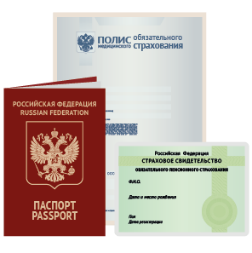 ПОЛИС обязательного
медицинского страхования
РОССИЙСКАЯ ФЕДЕРАЦИЯ
RUSSIAN FEDERATION
ПАСПОРТ
PASSPORT
Российская Федерация
СТРАХОВОЕ СВИДЕТЕЛЬСТВО
ОБЯЗАТЕЛЬНОГО ПЕНСИОННОГО СТРАХОВАНИЯ
Ф.И.О.
Дата и место рождения
Пол
Дата регистрации